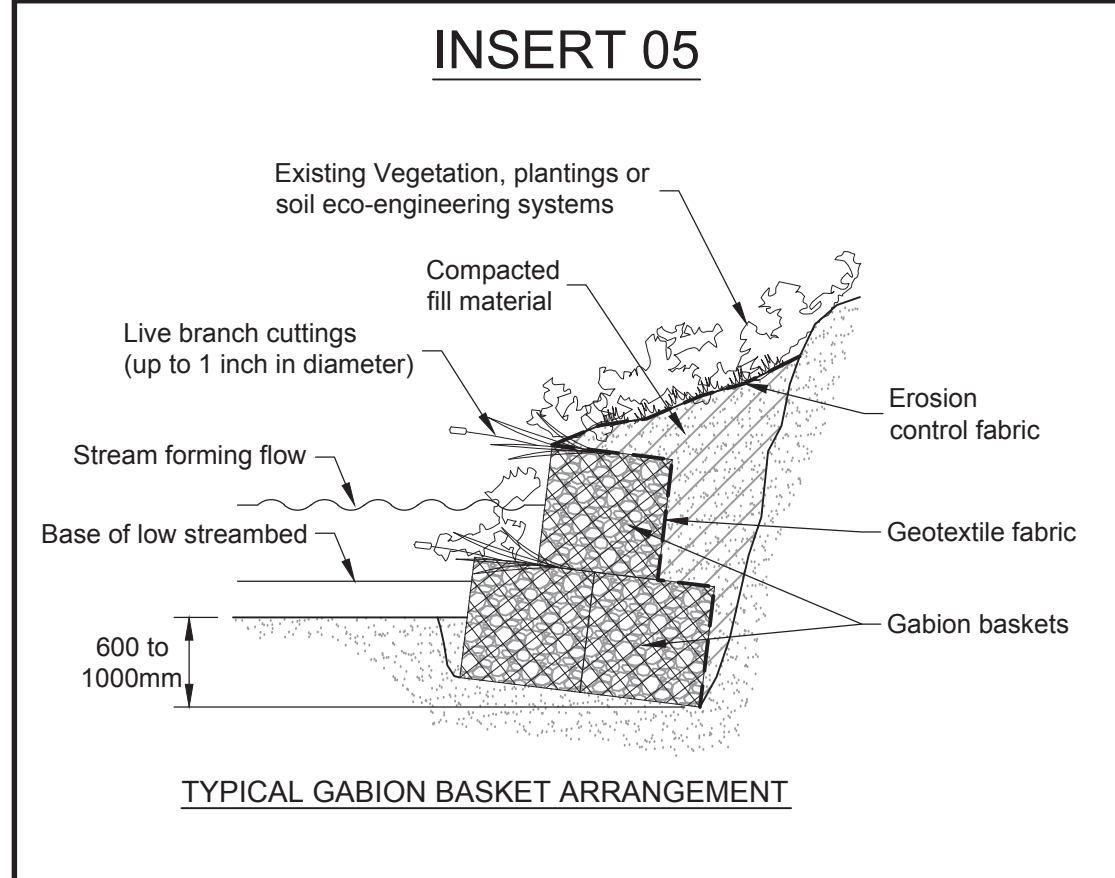 INSERT 05
Existing Vegetation, plantings or
soil eco-engineering systems
Compacted
fill material
Live branch cuttings
(up to 1 inch in diameter)
Erosion
control fabric
Stream forming flow
Base of low streambed
Geotextile fabric
Gabion baskets
600 to
1000mm
TYPICAL GABION BASKET ARRANGEMENT